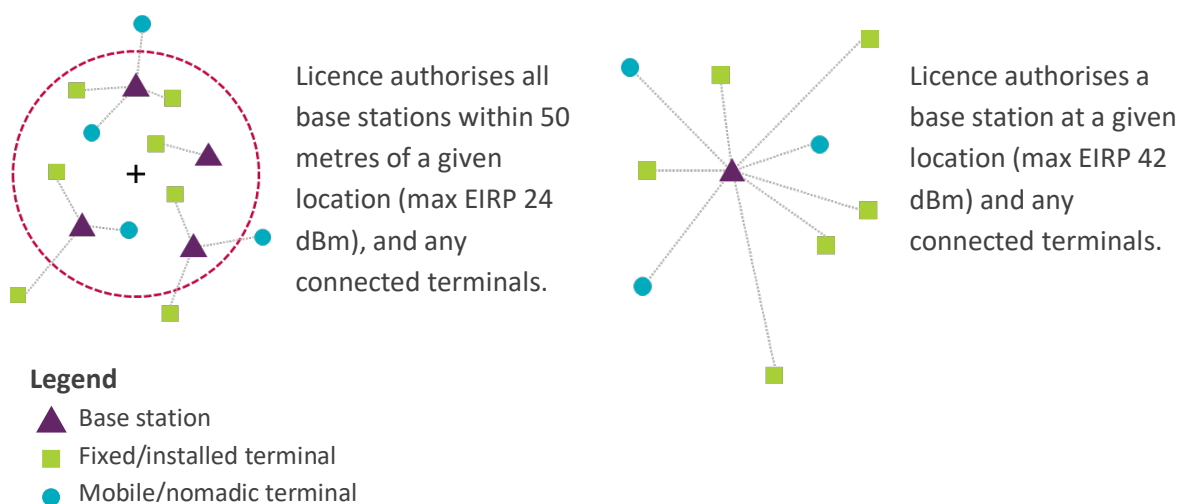 Licence authorises all
base stations within 50
metres of a given
location (max EIRP 24
dBm), and any
connected terminals.
Licence authorises a
base station at a given
location (max EIRP 42
dBm) and any
connected terminals.
Legend
Base station
Fixed/installed terminal
Mobile/nomadic terminal